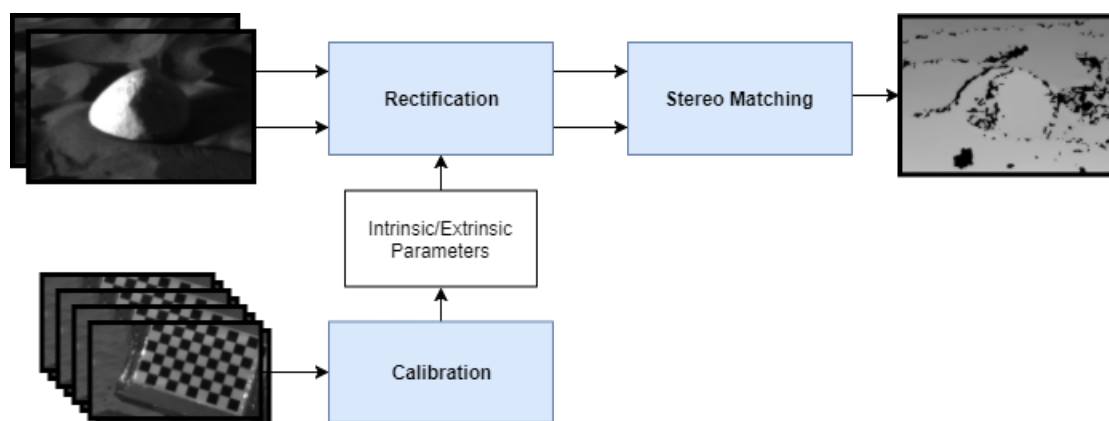 Rectification
Stereo Matching
Intrinsic/Extrinsic
Parameters
Calibration